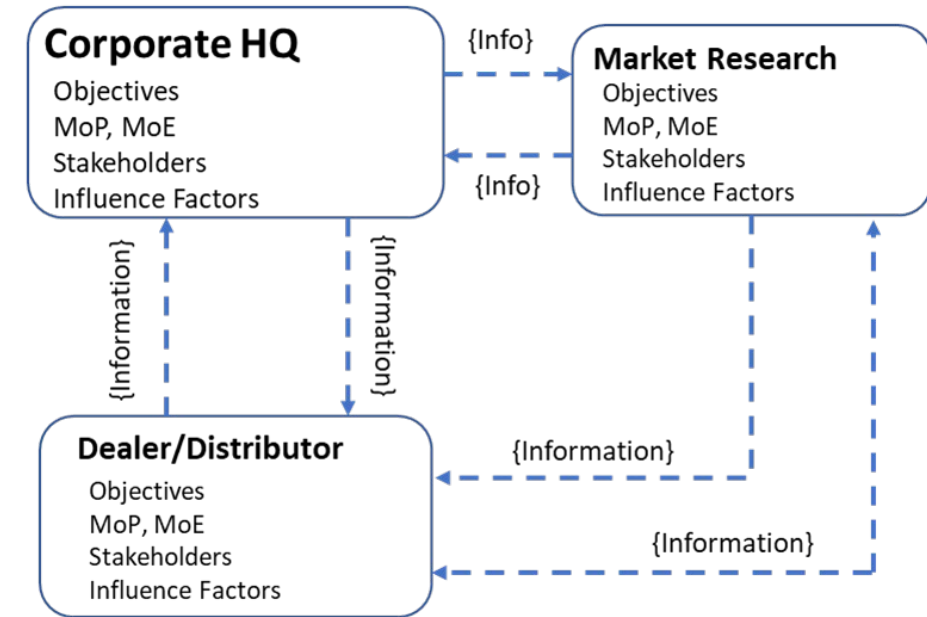 Corporate HQ
Objectives
MoP, MoE
Stakeholders
Influence Factors
{Info}
{Info}
Market Research
Objectives
MoP, MoE
Stakeholders
Influence Factors
{Information}
{Information}
Dealer/Distributor
Objectives
MoP, MoE
Stakeholders
Influence Factors
{Information}
{Information}